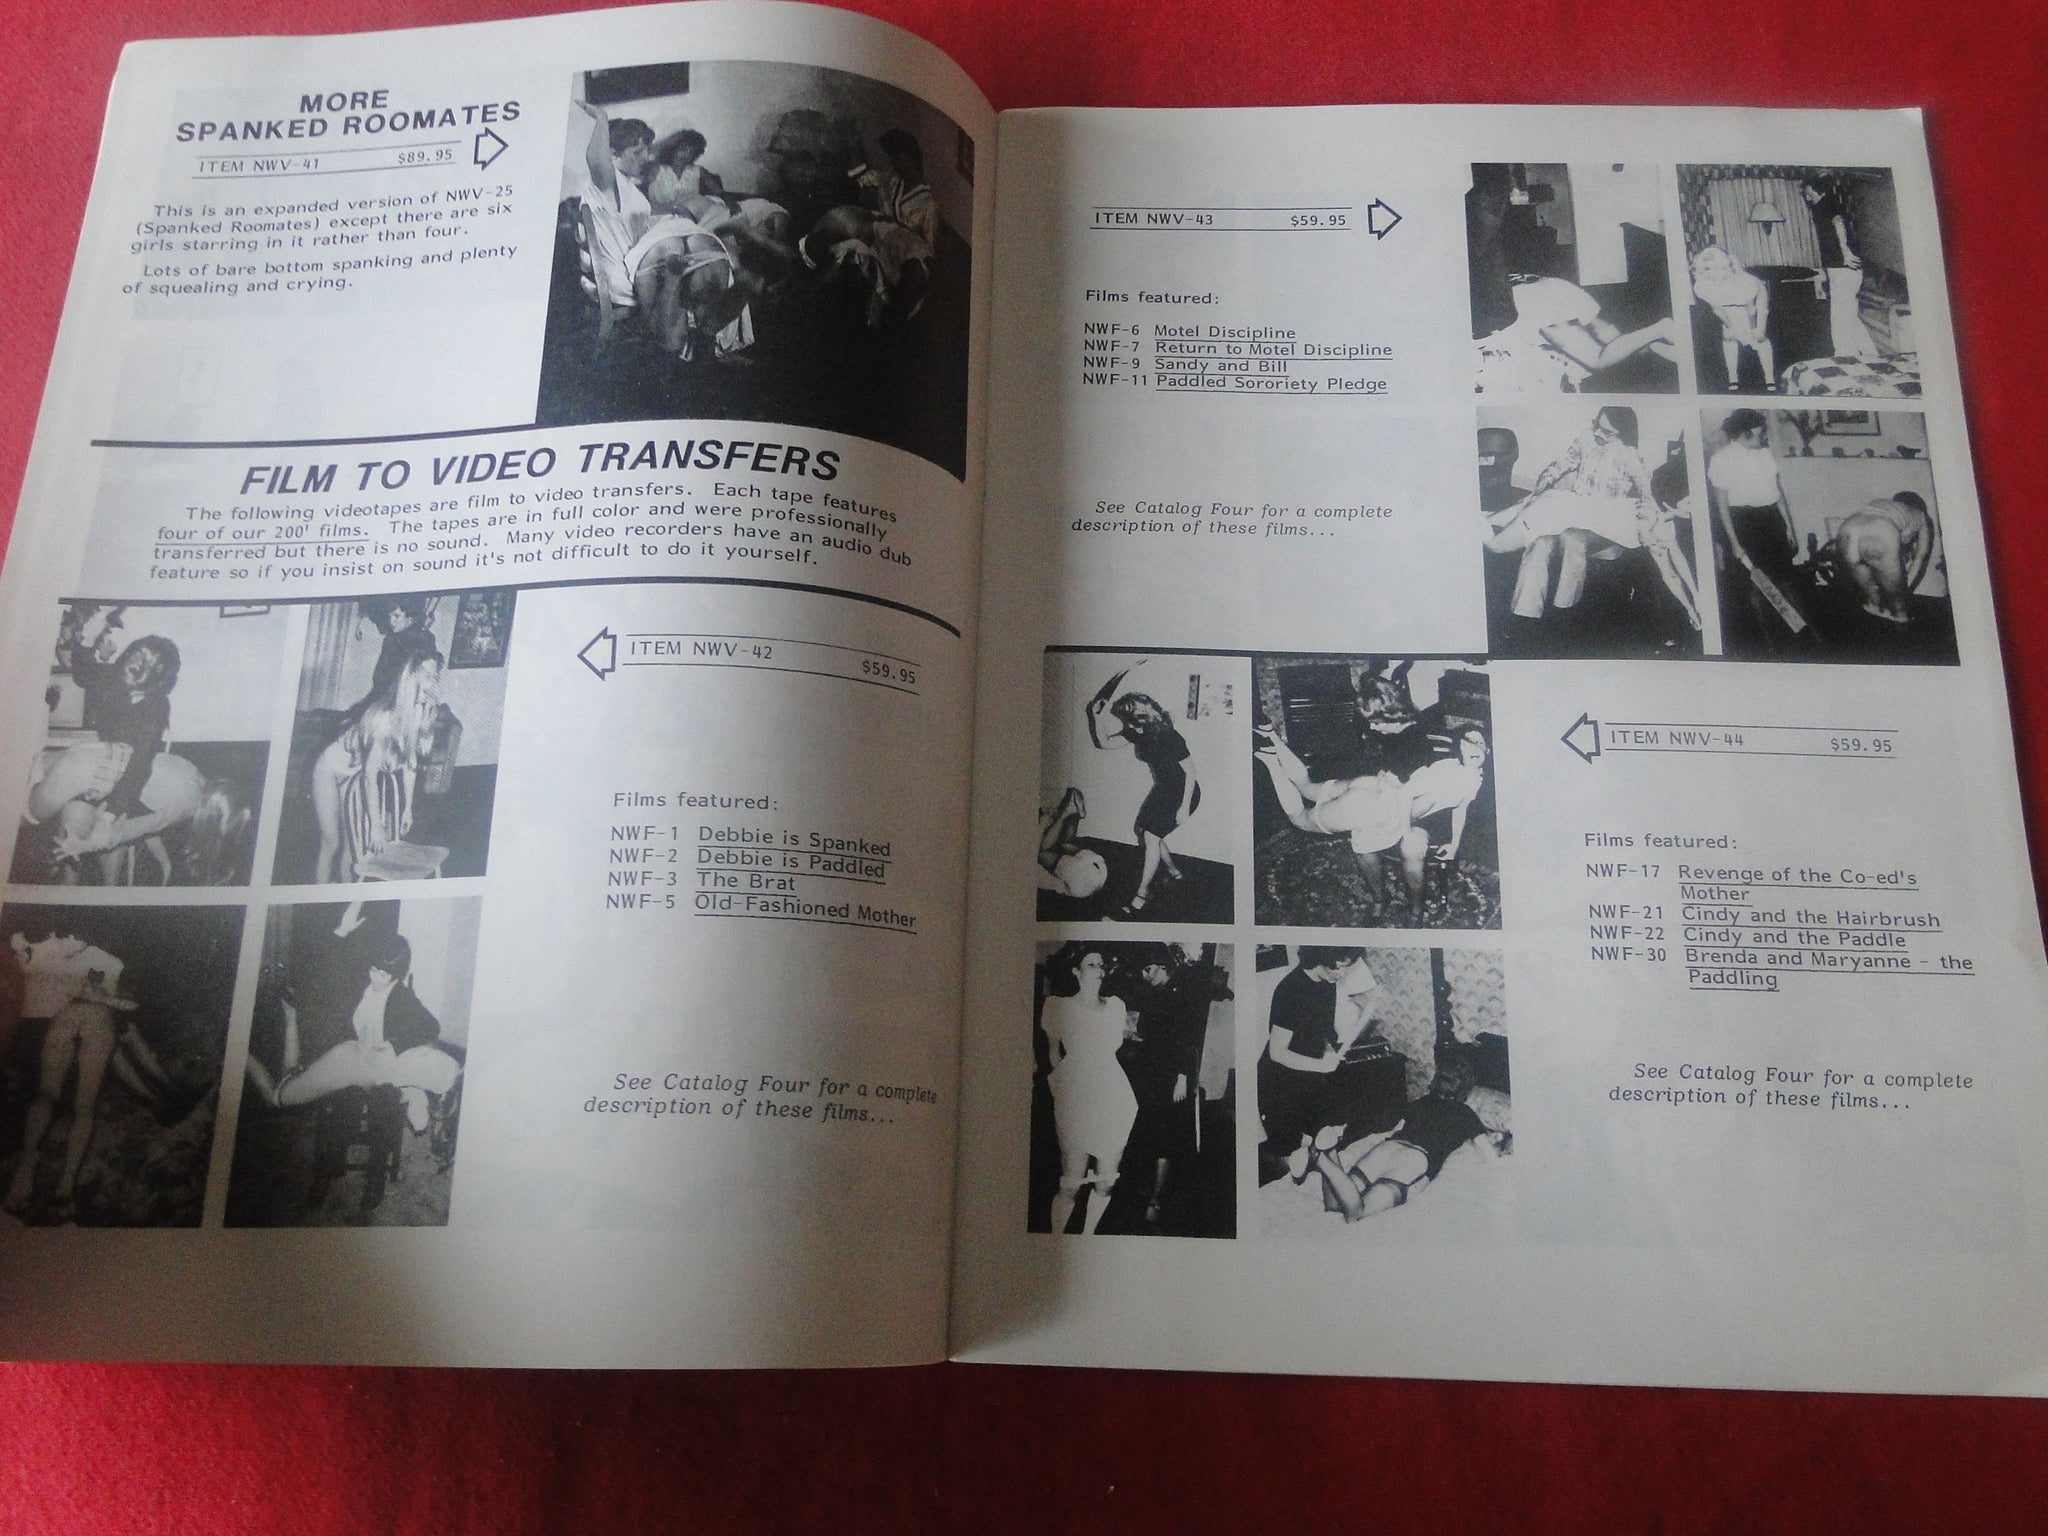 MORE
SPANKED ROOMATES
ITEM NWV-41 $89.95
This is an expanded version of NWV-25
(Spanked Roomates) except there are six
girls starring in it rather than four.
Lots of bare bottom spanking and plenty
of squealing and crying.
FILM TO VIDEO TRANSFERS
The following videotapes are film to video transfers. Each tape features
four of our 200' films. The tapes are in full color and were professionally
transferred but there is no sound. Many video recorders have an audio dub
feature so if you insist on sound it's not difficult to do it yourself.
ITEM NWV-42 $59.95
Films featured:
NWF-1 Debbie is Spanked
NWF-2 Debbie is Paddled
NWF-3 The Brat
NWF-5 Old-Fashioned Mother
See Catalog Four for a complete
description of these films...
ITEM NWV-43 $59.95
Films featured:
NWF-6 Motel Discipline
NWF-7 Return to Motel Discipline
NWF-9 Sandy and Bill
NWF-11 Paddled Sororiety Pledge
See Catalog Four for a complete
description of these films...
ITEM NWV-44 $59.95
Films featured:
NWF-17 Revenge of the Co-ed's
Mother
NWF-21 Cindy and the Hairbrush
NWF-22 Cindy and the Paddle
NWF-30 Brenda and Maryanne - the
Paddling
See Catalog Four for a complete
description of these films...